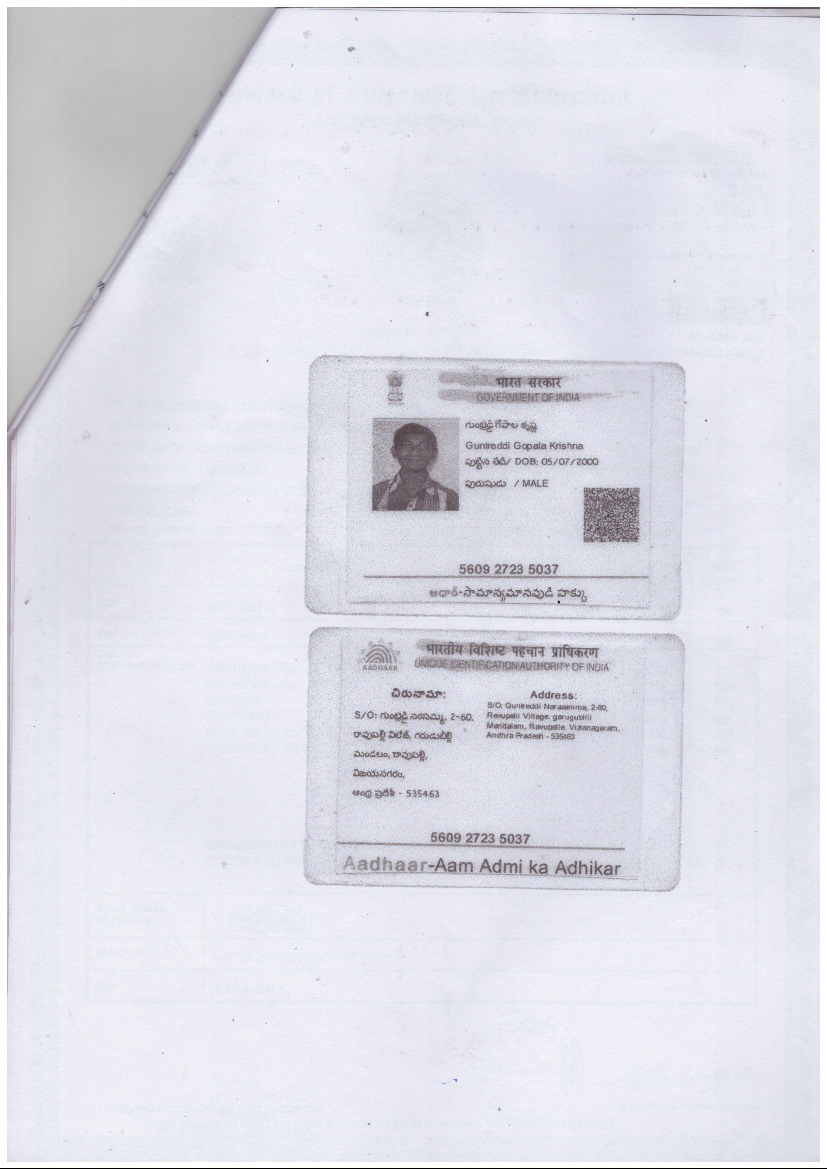 भारत सरकार
GOVERNMENT OF INDIA
గుంట్రెడ్డి గోపాల కృష్ణ
Guntreddi Gopala Krishna
పుట్టిన తేదీ/ DOB: 05/07/2000
పురుషుడు / MALE
5609 2723 5037
ఆధార్-సామాన్యమానవుడి హక్కు
AADHAAR
भारतीय विशिष्ट पहचान प्राधिकरण
UNIQUE IDENTIFICATION AUTHORITY OF INDIA
చిరునామా:
S/O: గుంట్రెడ్డి నరసమ్మ, 2-60,
రావుపల్లి విలేజ్, గరుడుబిల్లి
మండలం, రావుపల్లి,
విజయనగరం,
ఆంధ్ర ప్రదేశ్ - 535463
Address:
S/O: Guntreddi Narasamma, 2-60,
Ravupalli Village, garugubilli
Mandalam, Ravupalle, Vizianagaram,
Andhra Pradesh - 535463
5609 2723 5037
Aadhaar-Aam Admi ka Adhikar